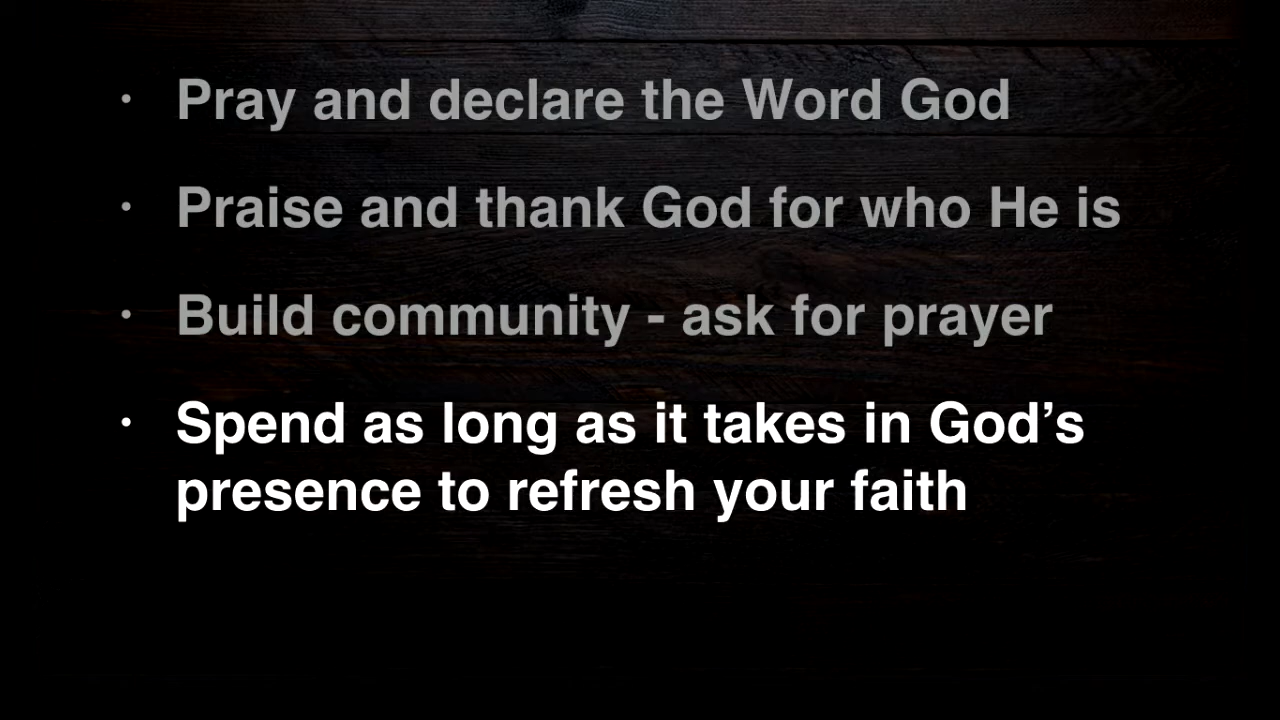 • Pray and declare the Word God
• Praise and thank God for who He is
• Build community - ask for prayer
• Spend as long as it takes in God’s
presence to refresh your faith